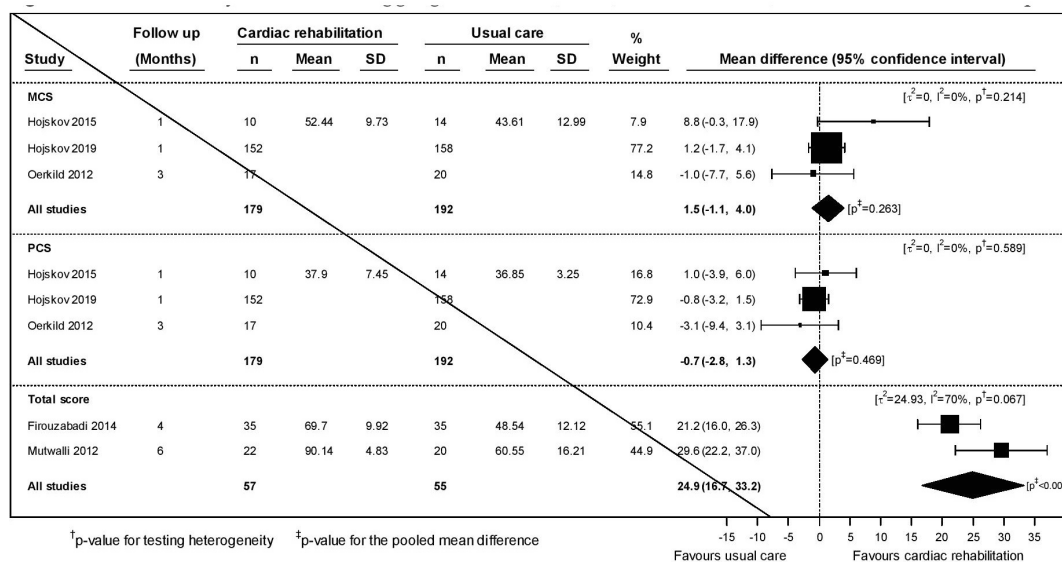 Follow up Cardiac rehabilitation Usual care %
Study (Months) n Mean SD n Mean SD Weight Mean difference (95% confidence interval)
MCS [τ²=0, I²=0%, p†=0.214]
Hojskov 2015 1 10 52.44 9.73 14 43.61 12.99 7.9 8.8 (-0.3, 17.9)
Hojskov 2019 1 152 158 77.2 1.2 (-1.7, 4.1)
Oerkild 2012 3 17 20 14.8 -1.0 (-7.7, 5.6)
All studies 179 192 1.5 (-1.1, 4.0) [p‡=0.263]
PCS [τ²=0, I²=0%, p†=0.589]
Hojskov 2015 1 10 37.9 7.45 14 36.85 3.25 16.8 1.0 (-3.9, 6.0)
Hojskov 2019 1 152 158 72.9 -0.8 (-3.2, 1.5)
Oerkild 2012 3 17 20 10.4 -3.1 (-9.4, 3.1)
All studies 179 192 -0.7 (-2.8, 1.3) [p‡=0.469]
Total score [τ²=24.93, I²=70%, p†=0.067]
Firouzabadi 2014 4 35 69.7 9.92 35 48.54 12.12 55.1 21.2 (16.0, 26.3)
Mutwalli 2012 6 22 90.14 4.83 20 60.55 16.21 44.9 29.6 (22.2, 37.0)
All studies 57 55 24.9 (16.7, 33.2) [p‡<0.00
-15 -10 -5 0 5 10 15 20 25 30 35
†p-value for testing heterogeneity ‡p-value for the pooled mean difference
Favours usual care Favours cardiac rehabilitation